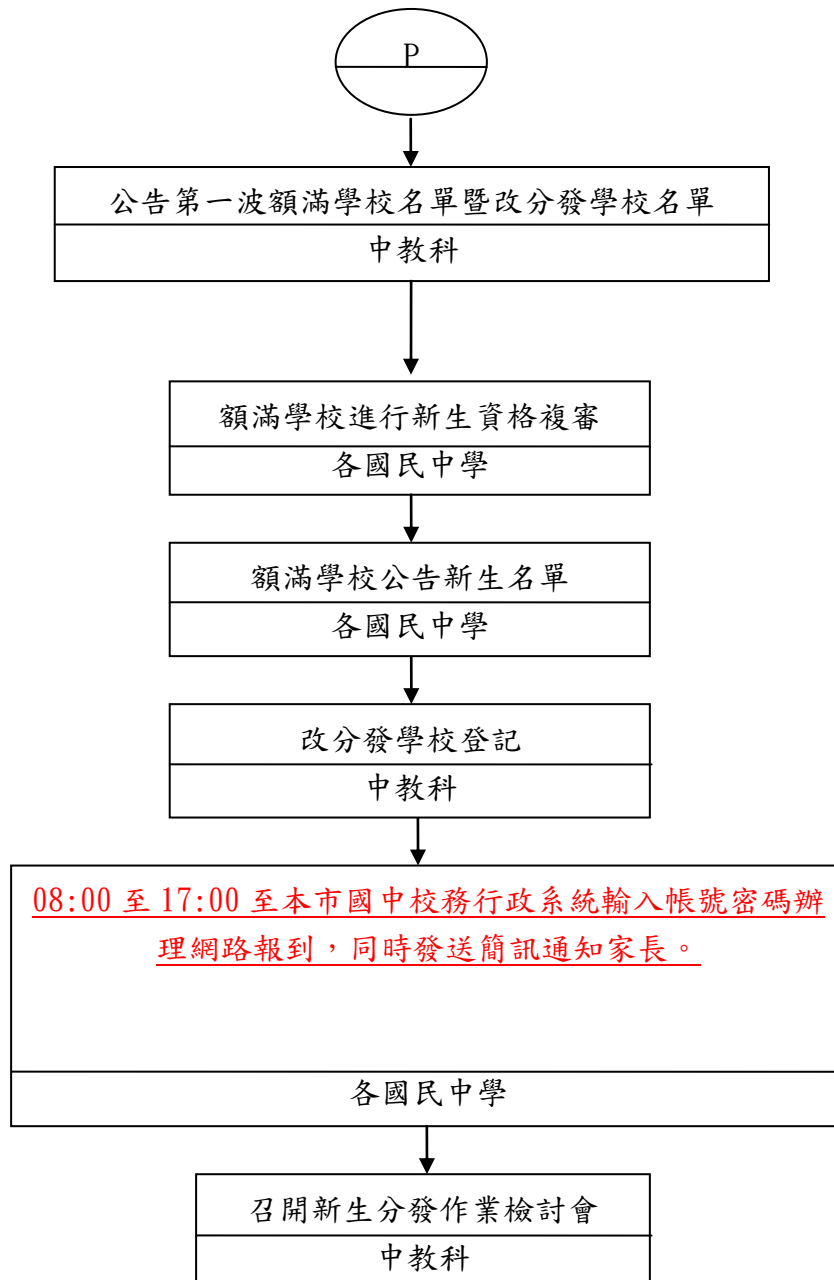 P
公告第一波額滿學校名單暨改分發學校名單
中教科
額滿學校進行新生資格複審
各國民中學
額滿學校公告新生名單
各國民中學
改分發學校登記
中教科
08:00 至 17:00 至本市國中校務行政系統輸入帳號密碼辦
理網路報到，同時發送簡訊通知家長。
各國民中學
召開新生分發作業檢討會
中教科